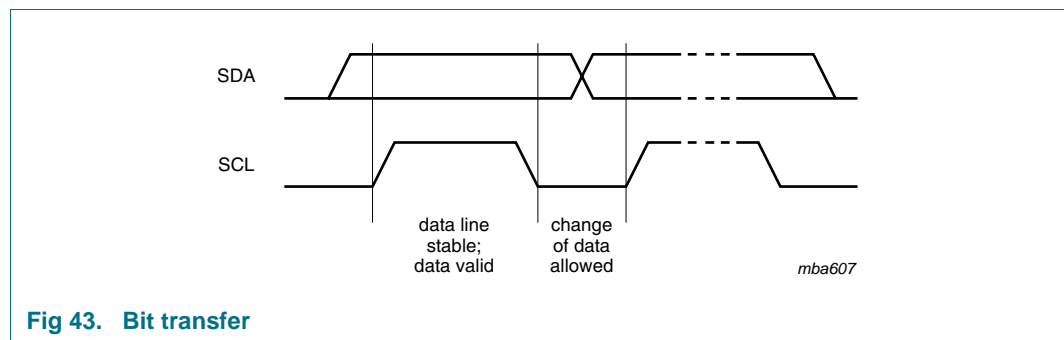 SDA
SCL
data line
stable;
data valid
change
of data
allowed
mba607
Fig 43. Bit transfer